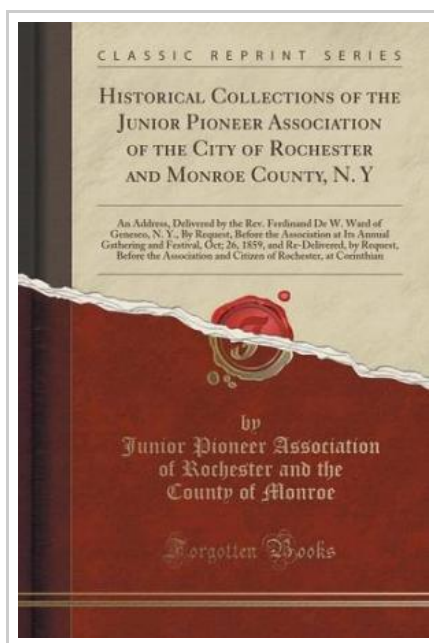 CLASSIC REPRINT SERIES
HISTORICAL COLLECTIONS OF THE
JUNIOR PIONEER ASSOCIATION
OF THE CITY OF ROCHESTER
AND MONROE COUNTY, N. Y
An Address, Delivered by the Rev. Ferdinand De W. Ward of
Geneseo, N. Y., By Request, Before the Association at Its Annual
Gathering and Festival, Oct; 26, 1859, and Re-Delivered, by Request,
Before the Association and Citizen of Rochester, at Corinthian
by
Junior Pioneer Association
of Rochester and the
County of Monroe
Forgotten Books